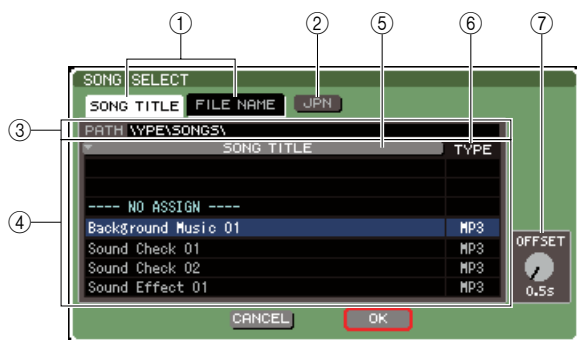 ① ② ⑤ ⑥ ⑦
SONG SELECT
SONG TITLE FILE NAME JPN
③ PATH \YPE\SONGS\
SONG TITLE TYPE
④ ---- NO ASSIGN ----
Background Music 01 MP3
Sound Check 01 MP3
Sound Check 02 MP3
Sound Effect 01 MP3
OFFSET
0.5s
CANCEL OK